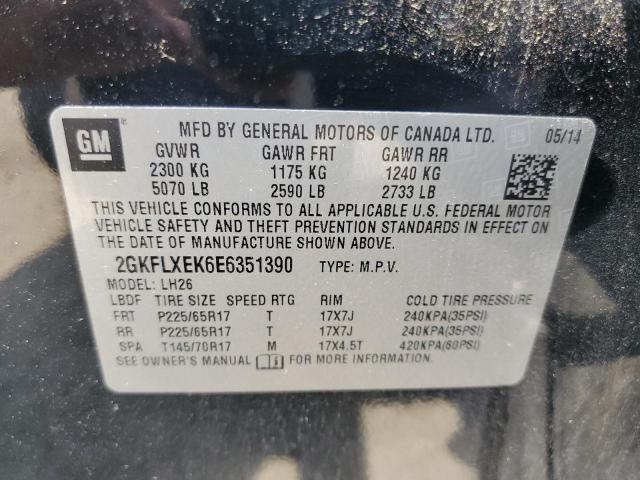 GM
MFD BY GENERAL MOTORS OF CANADA LTD. 05/14
GVWR GAWR FRT GAWR RR
2300 KG 1175 KG 1240 KG
5070 LB 2590 LB 2733 LB
THIS VEHICLE CONFORMS TO ALL APPLICABLE U.S. FEDERAL MOTOR
VEHICLE SAFETY AND THEFT PREVENTION STANDARDS IN EFFECT ON
THE DATE OF MANUFACTURE SHOWN ABOVE.
2GKFLXEK6E6351390 TYPE: M.P.V.
MODEL: LH26
LBDF TIRE SIZE SPEED RTG RIM COLD TIRE PRESSURE
FRT P225/65R17 T 17X7J 240KPA(35PSI)
RR P225/65R17 T 17X7J 240KPA(35PSI)
SPA T145/70R17 M 17X4.5T 420KPA(60PSI)
SEE OWNER'S MANUAL FOR MORE INFORMATION.